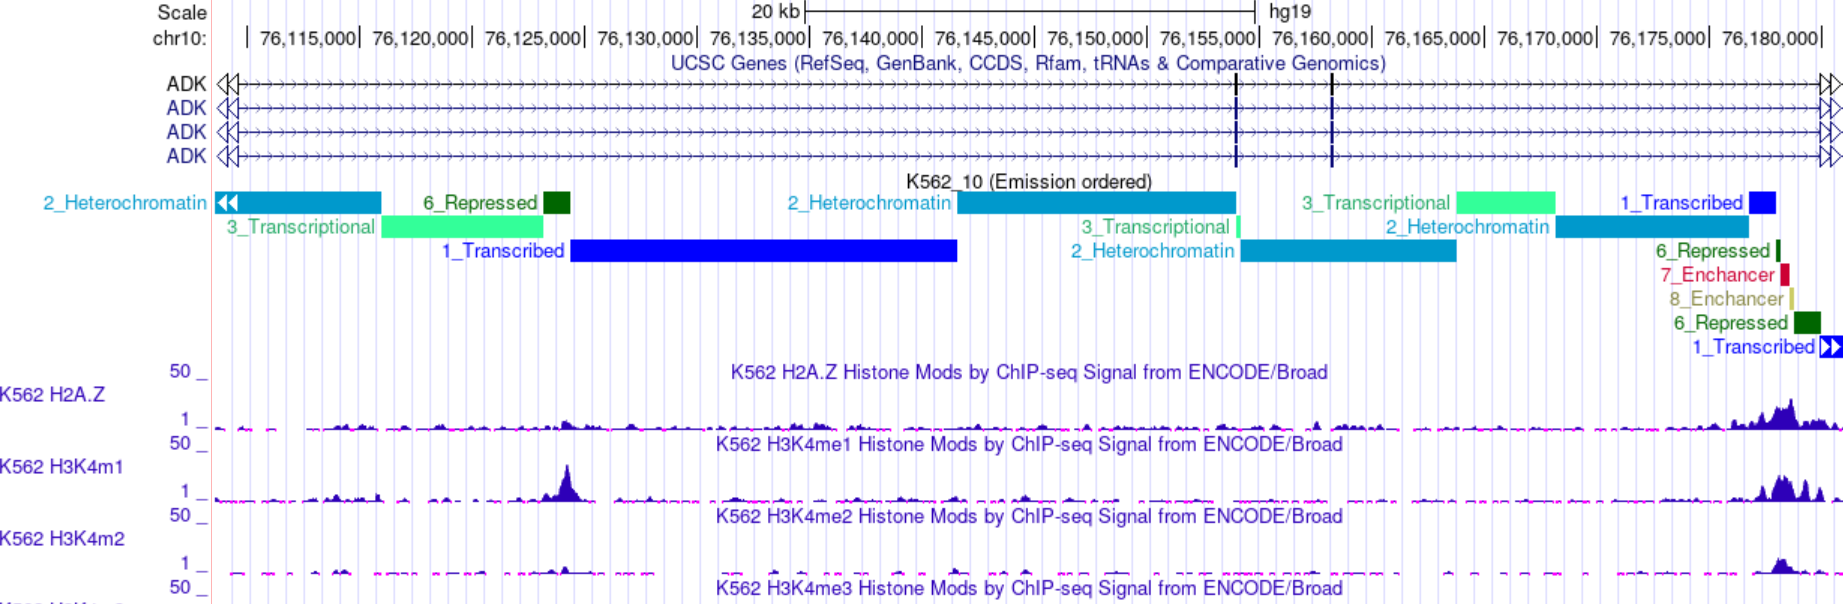 Scale 20 kb hg19
chr10: 76,115,000 76,120,000 76,125,000 76,130,000 76,135,000 76,140,000 76,145,000 76,150,000 76,155,000 76,160,000 76,165,000 76,170,000 76,175,000 76,180,000
UCSC Genes (RefSeq, GenBank, CCDS, Rfam, tRNAs & Comparative Genomics)
ADK
ADK
ADK
ADK
K562_10 (Emission ordered)
2_Heterochromatin 6_Repressed 2_Heterochromatin 3_Transcriptional 1_Transcribed
3_Transcriptional 3_Transcriptional 2_Heterochromatin
1_Transcribed 2_Heterochromatin 6_Repressed
7_Enchancer
8_Enchancer
6_Repressed
1_Transcribed
50 K562 H2A.Z Histone Mods by ChIP-seq Signal from ENCODE/Broad
K562 H2A.Z
1
50 K562 H3K4me1 Histone Mods by ChIP-seq Signal from ENCODE/Broad
K562 H3K4m1
1
50 K562 H3K4me2 Histone Mods by ChIP-seq Signal from ENCODE/Broad
K562 H3K4m2
1
50 K562 H3K4me3 Histone Mods by ChIP-seq Signal from ENCODE/Broad